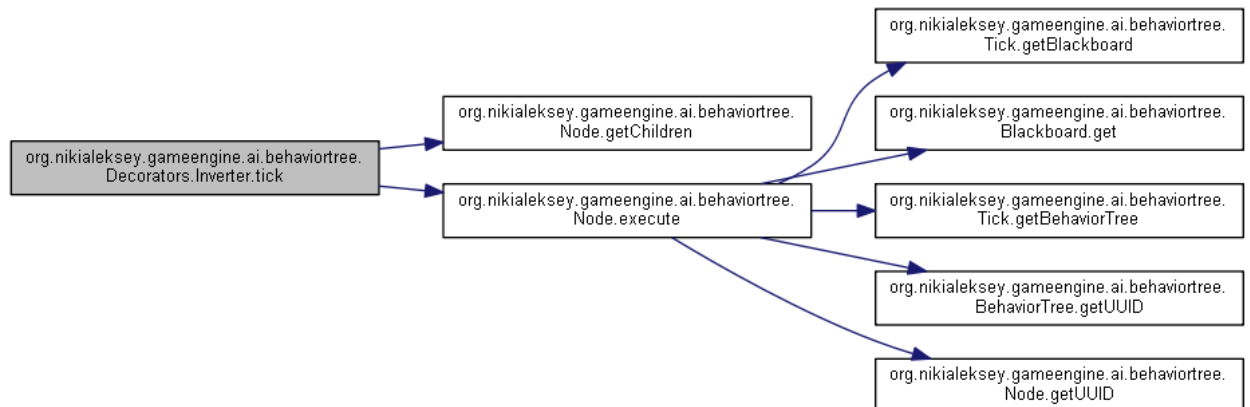 org.nikialeksey.gameengine.ai.behaviortree.
Decorators.Inverter.tick
org.nikialeksey.gameengine.ai.behaviortree.
Node.getChildren
org.nikialeksey.gameengine.ai.behaviortree.
Node.execute
org.nikialeksey.gameengine.ai.behaviortree.
Tick.getBlackboard
org.nikialeksey.gameengine.ai.behaviortree.
Blackboard.get
org.nikialeksey.gameengine.ai.behaviortree.
Tick.getBehaviorTree
org.nikialeksey.gameengine.ai.behaviortree.
BehaviorTree.getUUID
org.nikialeksey.gameengine.ai.behaviortree.
Node.getUUID